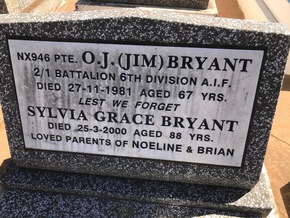 NX946 PTE. O.J. (JIM) BRYANT
2/1 BATTALION 6TH DIVISION A.I.F.
DIED 27-11-1981 AGED 67 YRS.
LEST WE FORGET
SYLVIA GRACE BRYANT
DIED 25-3-2000 AGED 88 YRS.
LOVED PARENTS OF NOELINE & BRIAN